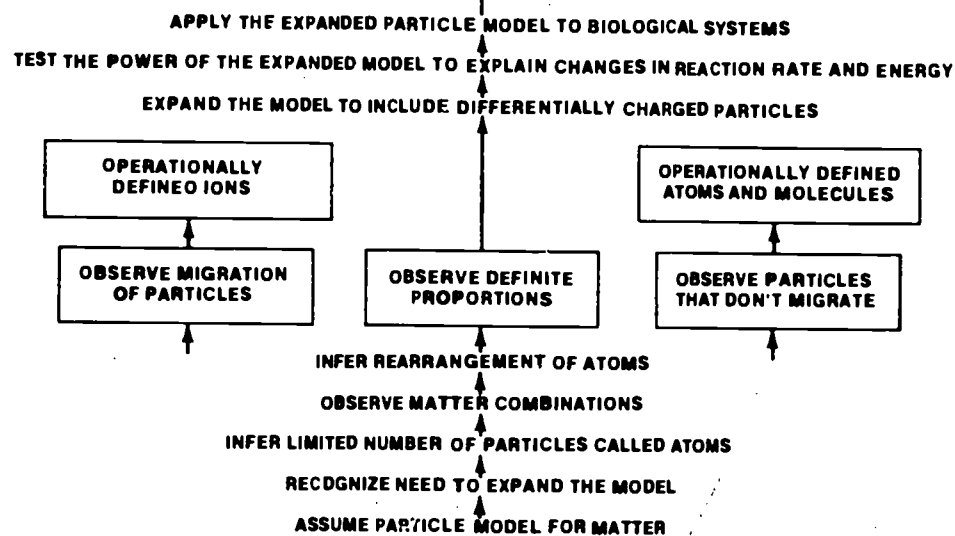 APPLY THE EXPANDED PARTICLE MODEL TO BIOLOGICAL SYSTEMS
TEST THE POWER OF THE EXPANDED MODEL TO EXPLAIN CHANGES IN REACTION RATE AND ENERGY
EXPAND THE MODEL TO INCLUDE DIFFERENTIALLY CHARGED PARTICLES
OPERATIONALLY
DEFINED IONS
OPERATIONALLY DEFINED
ATOMS AND MOLECULES
OBSERVE MIGRATION
OF PARTICLES
OBSERVE DEFINITE
PROPORTIONS
OBSERVE PARTICLES
THAT DON'T MIGRATE
INFER REARRANGEMENT OF ATOMS
OBSERVE MATTER COMBINATIONS
INFER LIMITED NUMBER OF PARTICLES CALLED ATOMS
RECOGNIZE NEED TO EXPAND THE MODEL
ASSUME PARTICLE MODEL FOR MATTER